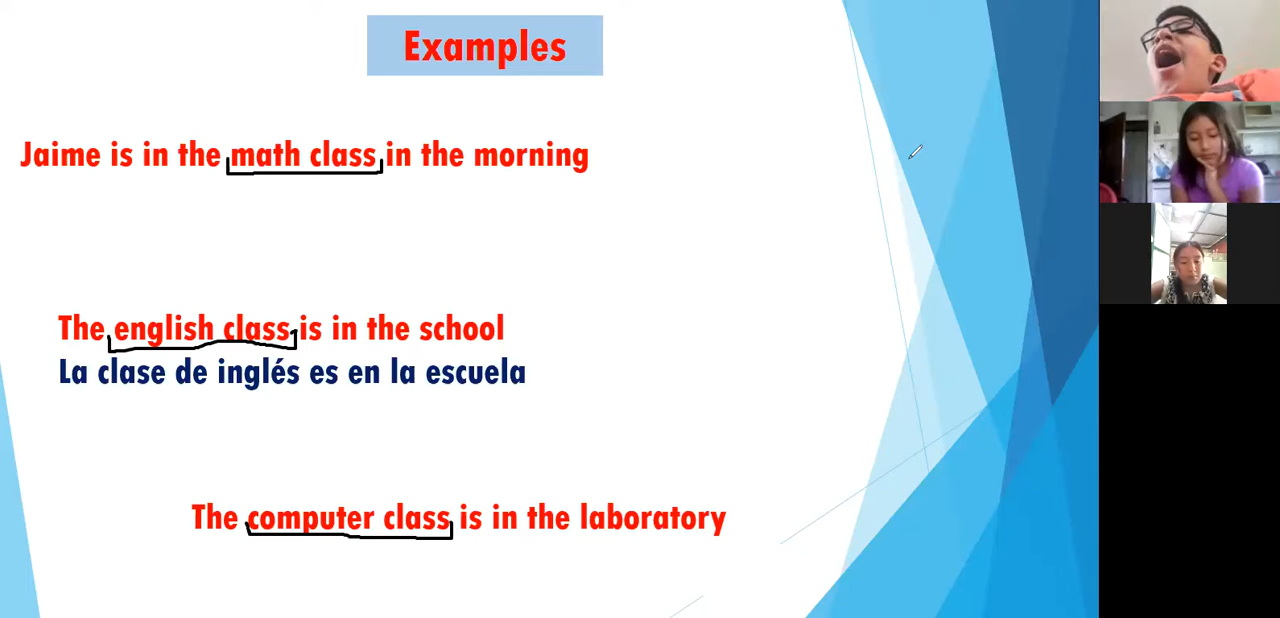 Examples
Jaime is in the math class in the morning
The english class is in the school
La clase de inglés es en la escuela
The computer class is in the laboratory